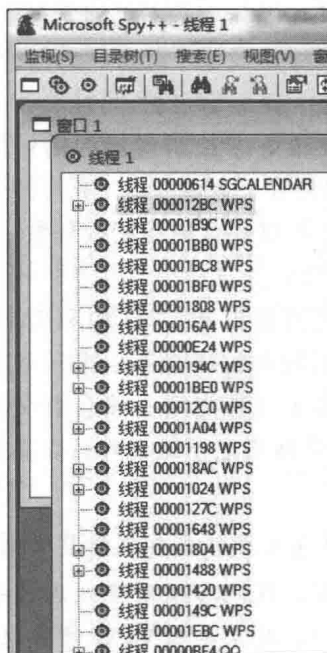 Microsoft Spy++ - 线程 1
监视(S) 目录树(T) 搜索(E) 视图(V)
窗口 1
线程 1
线程 00000614 SGCALENDAR
线程 000012BC WPS
线程 00001B9C WPS
线程 00001BB0 WPS
线程 00001BC8 WPS
线程 00001BF0 WPS
线程 00001808 WPS
线程 000016A4 WPS
线程 00000E24 WPS
线程 0000194C WPS
线程 00001BE0 WPS
线程 000012C0 WPS
线程 00001A04 WPS
线程 00001198 WPS
线程 000018AC WPS
线程 00001024 WPS
线程 0000127C WPS
线程 00001648 WPS
线程 00001804 WPS
线程 00001488 WPS
线程 00001420 WPS
线程 0000149C WPS
线程 00001EBC WPS
线程 00000BF4 QQ